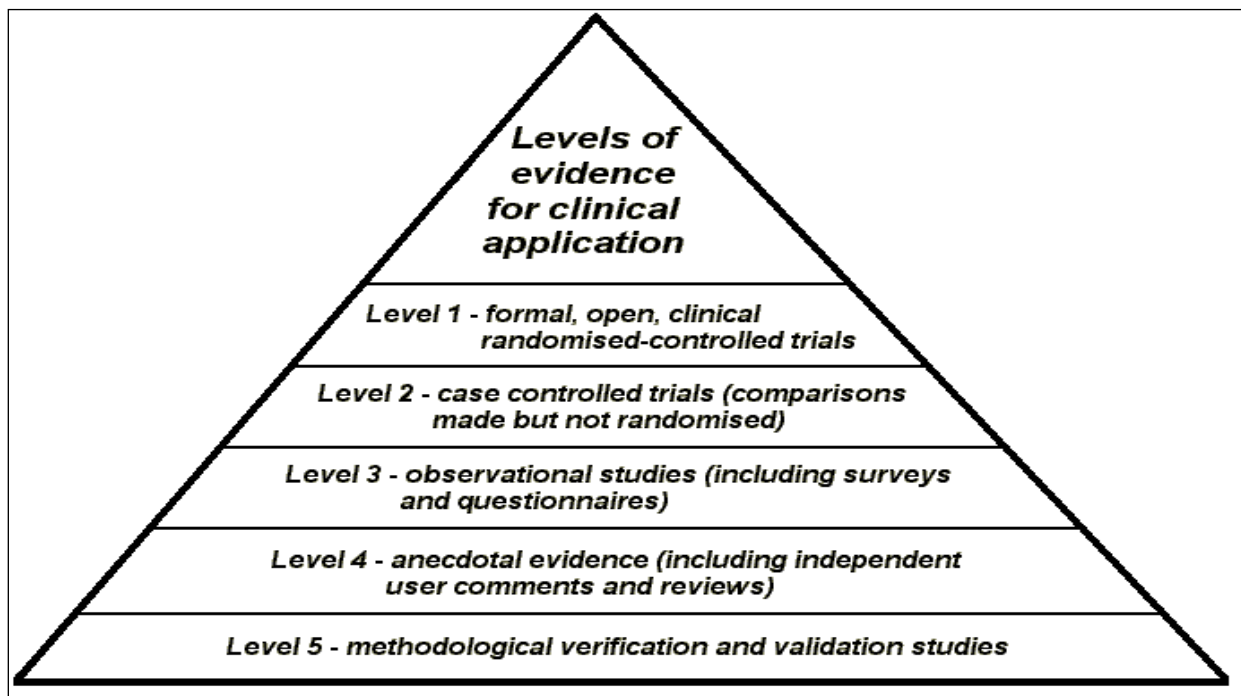 Levels of
evidence
for clinical
application
Level 1 - formal, open, clinical
randomised-controlled trials
Level 2 - case controlled trials (comparisons
made but not randomised)
Level 3 - observational studies (including surveys
and questionnaires)
Level 4 - anecdotal evidence (including independent
user comments and reviews)
Level 5 - methodological verification and validation studies